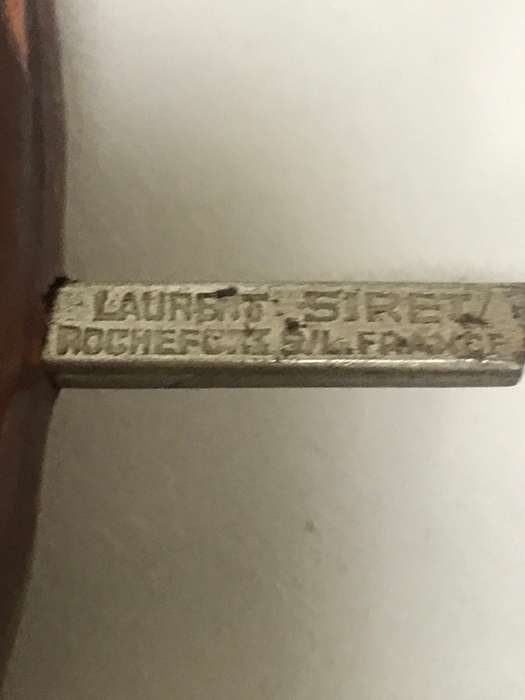 LAURENT SIRET
ROCHEFORT S/L. FRANCE